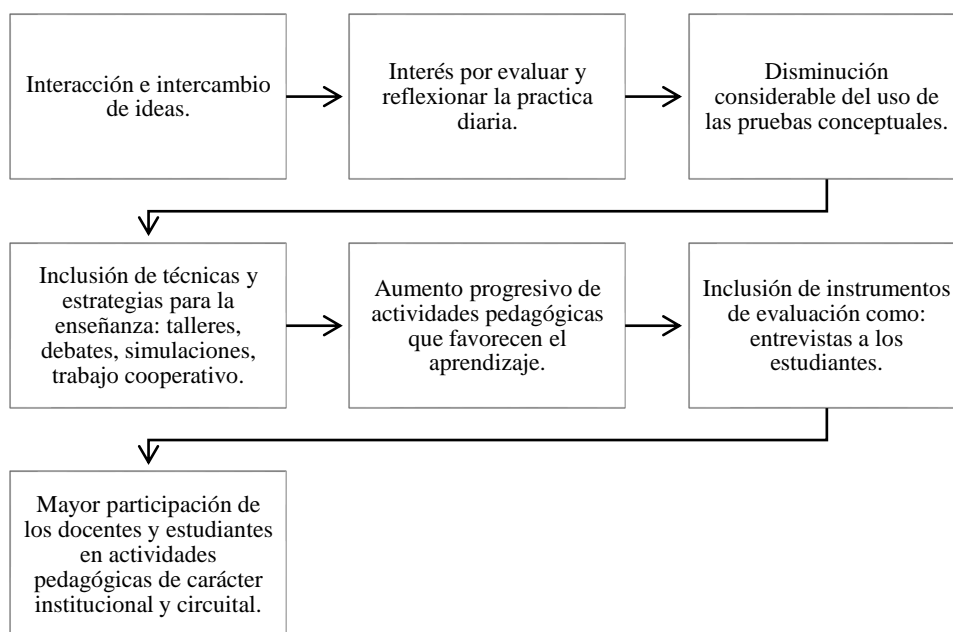 Interacción e intercambio
de ideas.
Interés por evaluar y
reflexionar la practica
diaria.
Disminución
considerable del uso de
las pruebas conceptuales.
Inclusión de técnicas y
estrategias para la
enseñanza: talleres,
debates, simulaciones,
trabajo cooperativo.
Aumento progresivo de
actividades pedagógicas
que favorecen el
aprendizaje.
Inclusión de instrumentos
de evaluación como:
entrevistas a los
estudiantes.
Mayor participación de
los docentes y estudiantes
en actividades
pedagógicas de carácter
institucional y circuital.